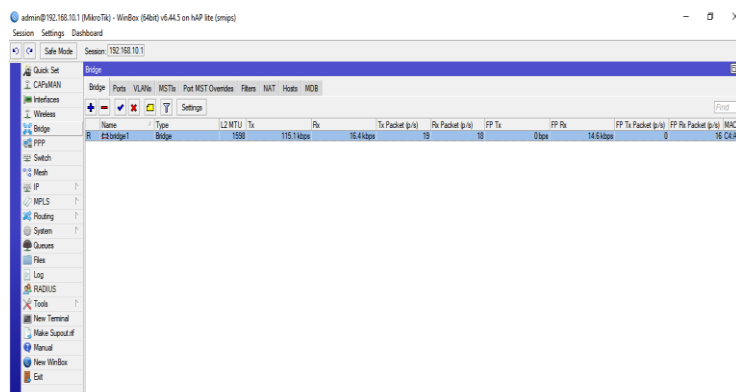 admin@192.168.10.1 (MikroTik) - WinBox (64bit) v6.44.5 on hAP lite (smips)
Session Settings Dashboard
Safe Mode Session: 192.168.10.1
Quick Set
CAPsMAN
Interfaces
Wireless
Bridge
PPP
Switch
Mesh
IP
MPLS
Routing
System
Queues
Files
Log
RADIUS
Tools
New Terminal
Make Supout.rif
Manual
New WinBox
Exit
Bridge
Bridge Ports VLANs MSTIs Port MST Overrides Filters NAT Hosts MDB
Settings Find
Name Type L2 MTU Tx Rx Tx Packet (p/s) Rx Packet (p/s) FP Tx FP Rx FP Tx Packet (p/s) FP Rx Packet (p/s) MAC
R bridge1 Bridge 1598 115.1 kbps 16.4 kbps 19 18 0 bps 14.6 kbps 0 16 C4:A